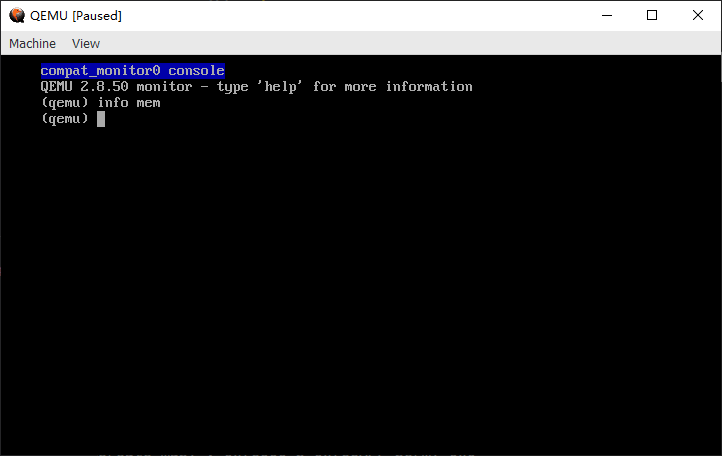 QEMU [Paused]
Machine View
compat_monitor0 console
QEMU 2.8.50 monitor - type 'help' for more information
(qemu) info mem
(qemu)